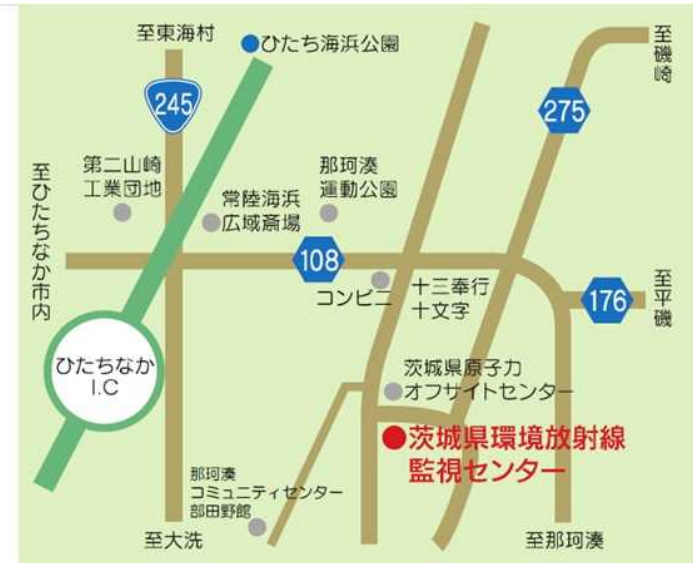 至東海村
ひたち海浜公園
至磯崎
245
275
第二山崎
工業団地
常陸海浜
広域斎場
那珂湊
運動公園
至ひたちなか市内
108
コンビニ
十三奉行
十文字
176
至平磯
ひたちなか
I.C
茨城県原子力
オフサイトセンター
茨城県環境放射線
監視センター
那珂湊
コミュニティセンター
部田野館
至大洗
至那珂湊